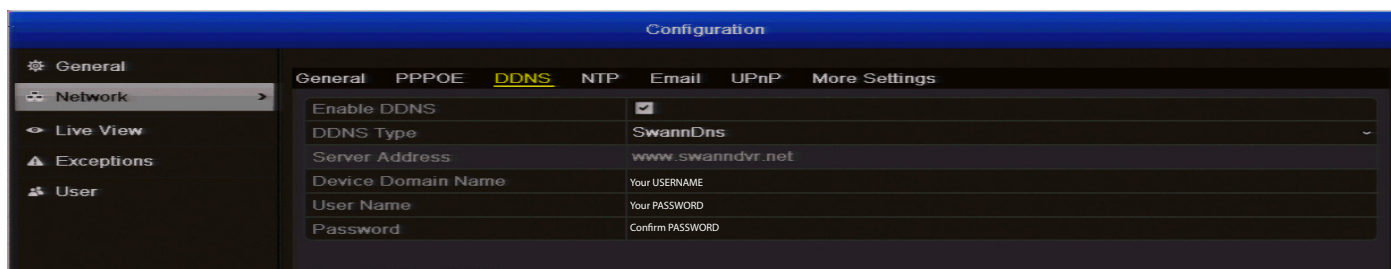 Configuration
General
Network
Live View
Exceptions
User
General PPPOE DDNS NTP Email UPnP More Settings
Enable DDNS
DDNS Type SwannDns
Server Address www.swanndvr.net
Device Domain Name Your USERNAME
User Name Your PASSWORD
Password Confirm PASSWORD